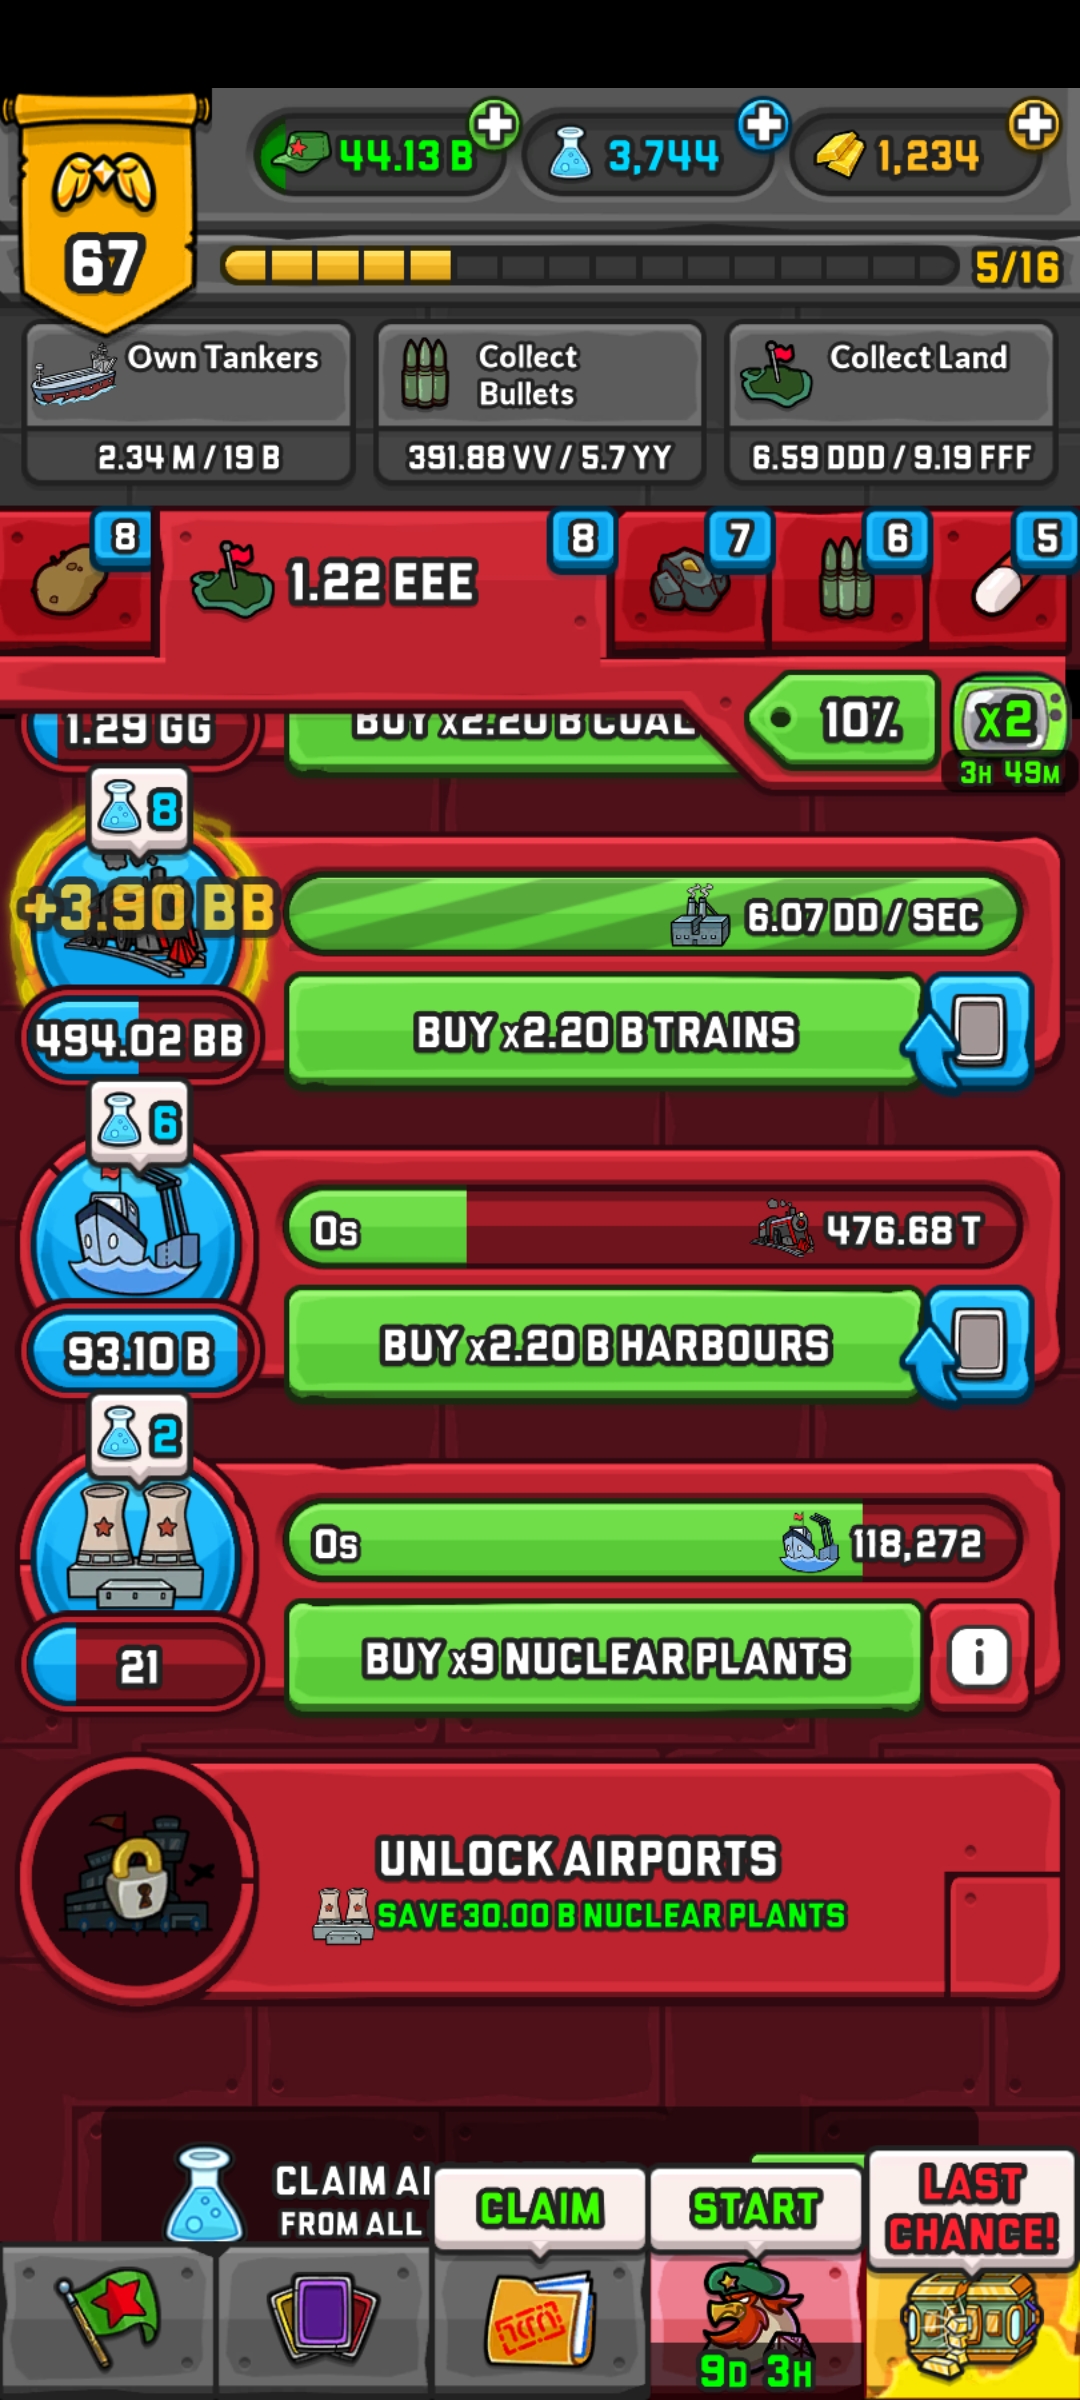 44.13 B
3,744
1,234
67
5/16
Own Tankers
2.34 M / 19 B
Collect
Bullets
391.88 VV / 5.7 YY
Collect Land
6.59 DDD / 9.19 FFF
8
1.22 EEE
8
7
6
5
10%
x2
3H 49M
1.29 GG
BUY x2.20 B COAL
8
+3.90 BB
6.07 DD / SEC
494.02 BB
BUY x2.20 B TRAINS
6
0s
476.68 T
93.10 B
BUY x2.20 B HARBOURS
2
0s
118,272
21
BUY x9 NUCLEAR PLANTS
i
UNLOCK AIRPORTS
SAVE 30.00 B NUCLEAR PLANTS
CLAIM
FROM ALL
CLAIM
START
LAST
CHANCE!
9D 3H